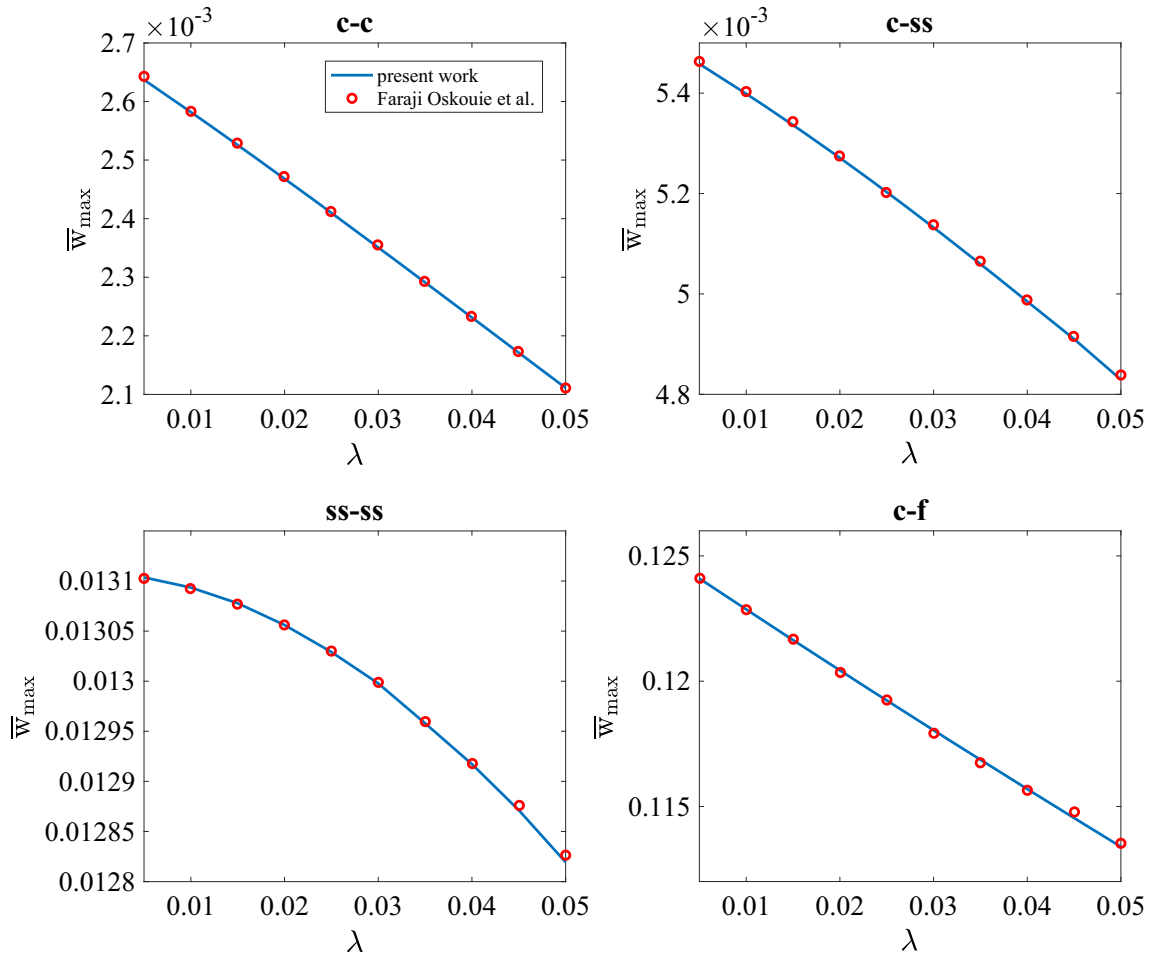 c-c
×10⁻³
2.7
2.6
2.5
2.4
2.3
2.2
2.1
w̅max
present work
Faraji Oskouie et al.
0.01 0.02 0.03 0.04 0.05
λ
c-ss
×10⁻³
5.4
5.2
5
4.8
w̅max
0.01 0.02 0.03 0.04 0.05
λ
ss-ss
0.0131
0.01305
0.013
0.01295
0.0129
0.01285
0.0128
w̅max
0.01 0.02 0.03 0.04 0.05
λ
c-f
0.125
0.12
0.115
w̅max
0.01 0.02 0.03 0.04 0.05
λ